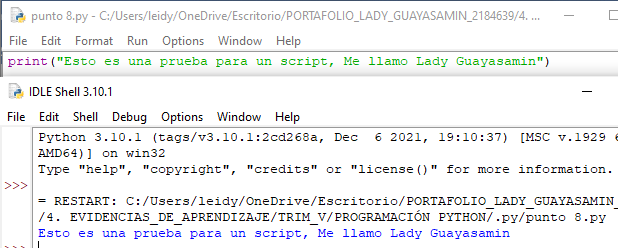 punto 8.py - C:/Users/leidy/OneDrive/Escritorio/PORTAFOLIO_LADY_GUAYASAMIN_2184639/4.
File Edit Format Run Options Window Help
print("Esto es una prueba para un script, Me llamo Lady Guayasamin")
IDLE Shell 3.10.1
File Edit Shell Debug Options Window Help
Python 3.10.1 (tags/v3.10.1:2cd268a, Dec 6 2021, 19:10:37) [MSC v.1929 6
AMD64)] on win32
Type "help", "copyright", "credits" or "license()" for more information.
>>>
= RESTART: C:/Users/leidy/OneDrive/Escritorio/PORTAFOLIO_LADY_GUAYASAMIN_
/4. EVIDENCIAS_DE_APRENDIZAJE/TRIM_V/PROGRAMACIÓN PYTHON/.py/punto 8.py
Esto es una prueba para un script, Me llamo Lady Guayasamin
>>>